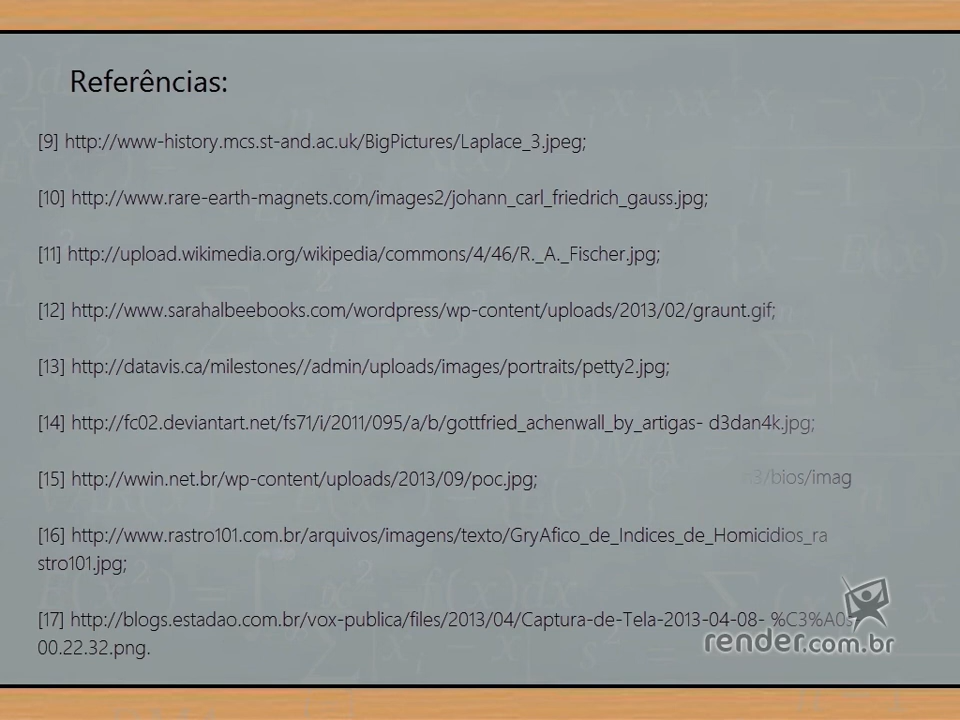 Referências:
[9] http://www-history.mcs.st-and.ac.uk/BigPictures/Laplace_3.jpeg;
[10] http://www.rare-earth-magnets.com/images2/johann_carl_friedrich_gauss.jpg;
[11] http://upload.wikimedia.org/wikipedia/commons/4/46/R._A._Fischer.jpg;
[12] http://www.sarahalbeebooks.com/wordpress/wp-content/uploads/2013/02/graunt.gif;
[13] http://datavis.ca/milestones//admin/uploads/images/portraits/petty2.jpg;
[14] http://fc02.deviantart.net/fs71/i/2011/095/a/b/gottfried_achenwall_by_artigas- d3dan4k.jpg;
[15] http://wwin.net.br/wp-content/uploads/2013/09/poc.jpg; /bios/imag
[16] http://www.rastro101.com.br/arquivos/imagens/texto/GryAfico_de_Indices_de_Homicidios_ra
stro101.jpg;
[17] http://blogs.estadao.com.br/vox-publica/files/2013/04/Captura-de-Tela-2013-04-08- %C3%A0s
00.22.32.png.
render.com.br